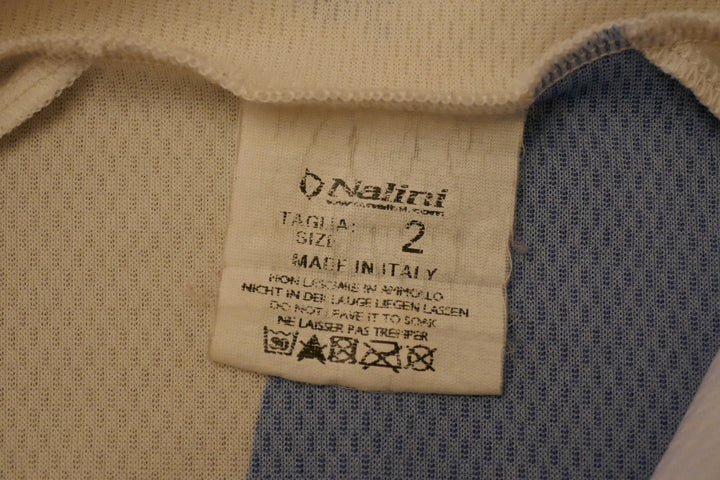 Nalini
TAGLIA:
SIZE
2
MADE IN ITALY
NON LASCIARE IN AMMOLLO
NICHT IN DER LAUGE LIEGEN LASSEN
DO NOT LEAVE IT TO SOAK
NE LAISSER PAS TREMPER
30